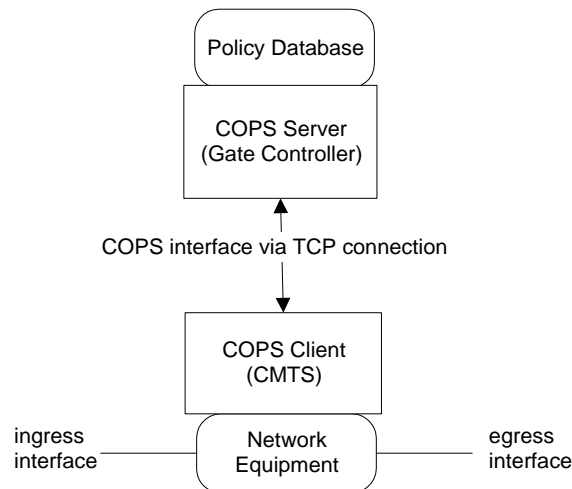 Policy Database
COPS Server
(Gate Controller)
COPS interface via TCP connection
COPS Client
(CMTS)
ingress
interface
Network
Equipment
egress
interface